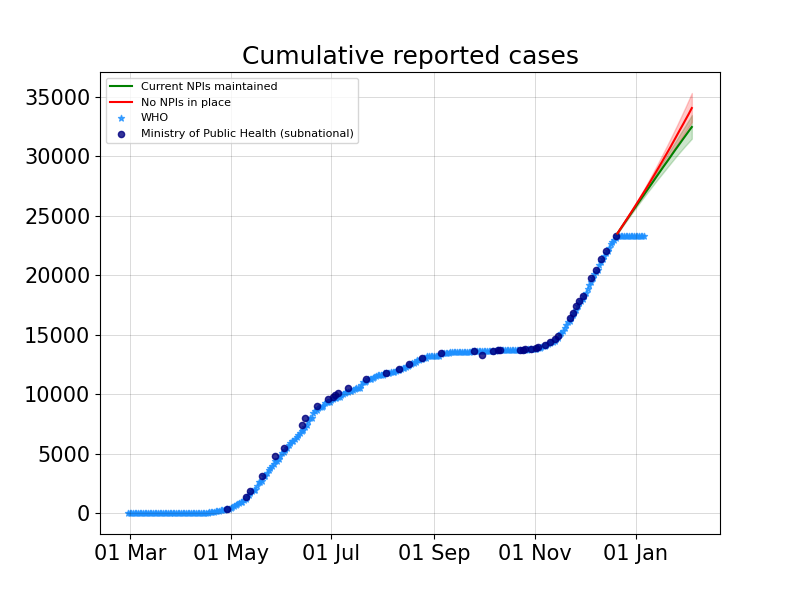 Cumulative reported cases
Current NPIs maintained
No NPIs in place
WHO
Ministry of Public Health (subnational)
35000
30000
25000
20000
15000
10000
5000
0
01 Mar
01 May
01 Jul
01 Sep
01 Nov
01 Jan